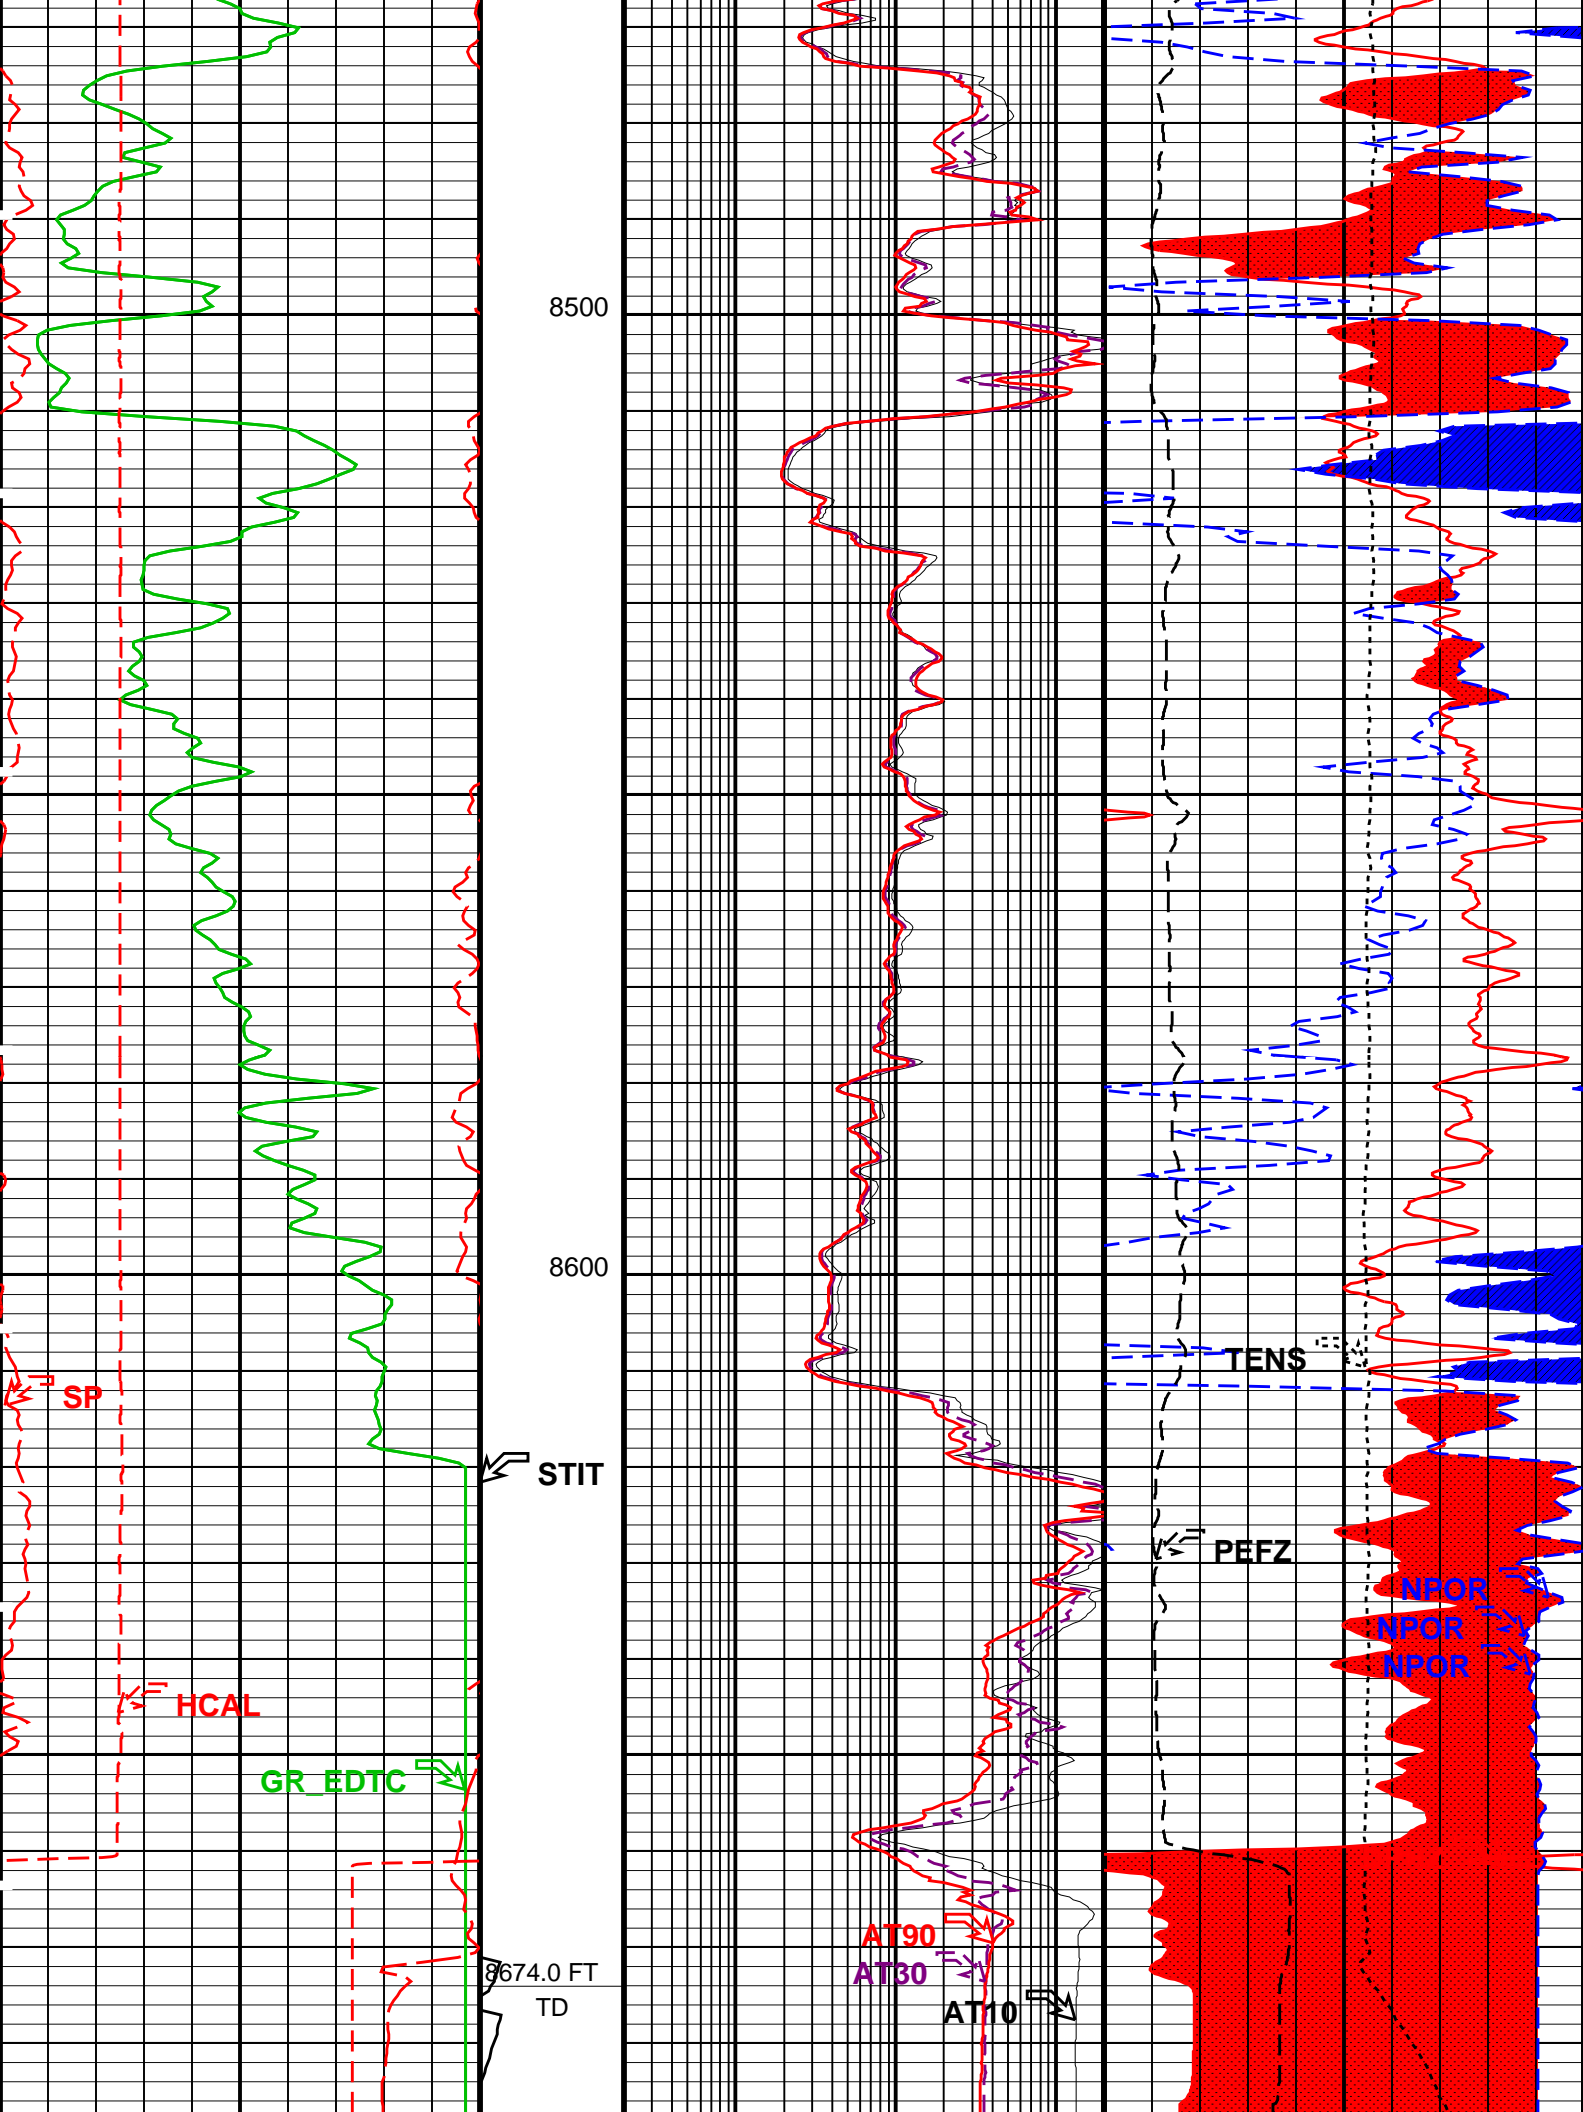 8500
8600
TENS
SP
STIT
PEFZ
NPOR
NPOR
NPOR
HCAL
GR_EDTC
AT90
8674.0 FT
AT30
TD
AT10